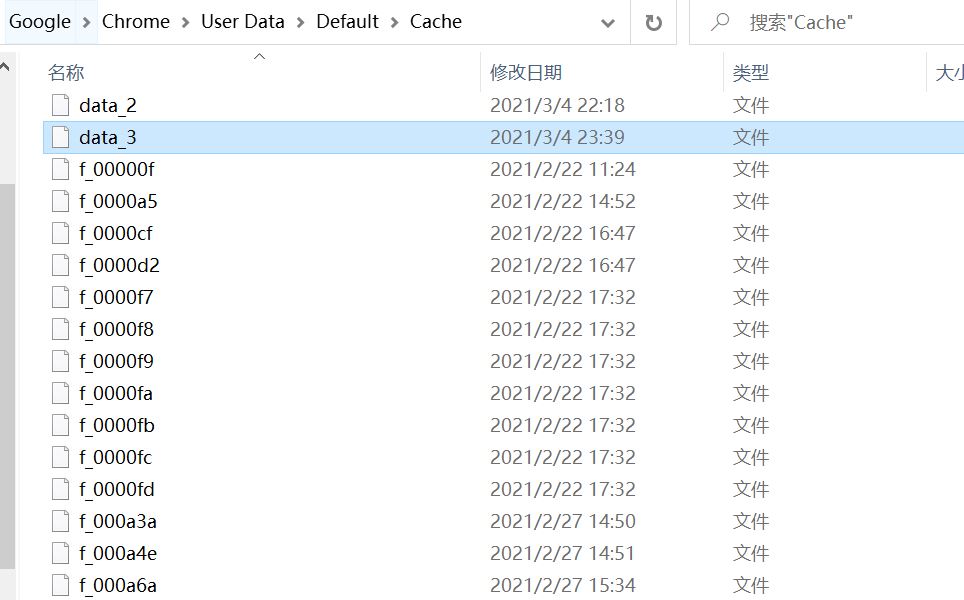 Google > Chrome > User Data > Default > Cache 搜索"Cache"
名称 修改日期 类型 大小
data_2 2021/3/4 22:18 文件
data_3 2021/3/4 23:39 文件
f_00000f 2021/2/22 11:24 文件
f_0000a5 2021/2/22 14:52 文件
f_0000cf 2021/2/22 16:47 文件
f_0000d2 2021/2/22 16:47 文件
f_0000f7 2021/2/22 17:32 文件
f_0000f8 2021/2/22 17:32 文件
f_0000f9 2021/2/22 17:32 文件
f_0000fa 2021/2/22 17:32 文件
f_0000fb 2021/2/22 17:32 文件
f_0000fc 2021/2/22 17:32 文件
f_0000fd 2021/2/22 17:32 文件
f_000a3a 2021/2/27 14:50 文件
f_000a4e 2021/2/27 14:51 文件
f_000a6a 2021/2/27 15:34 文件